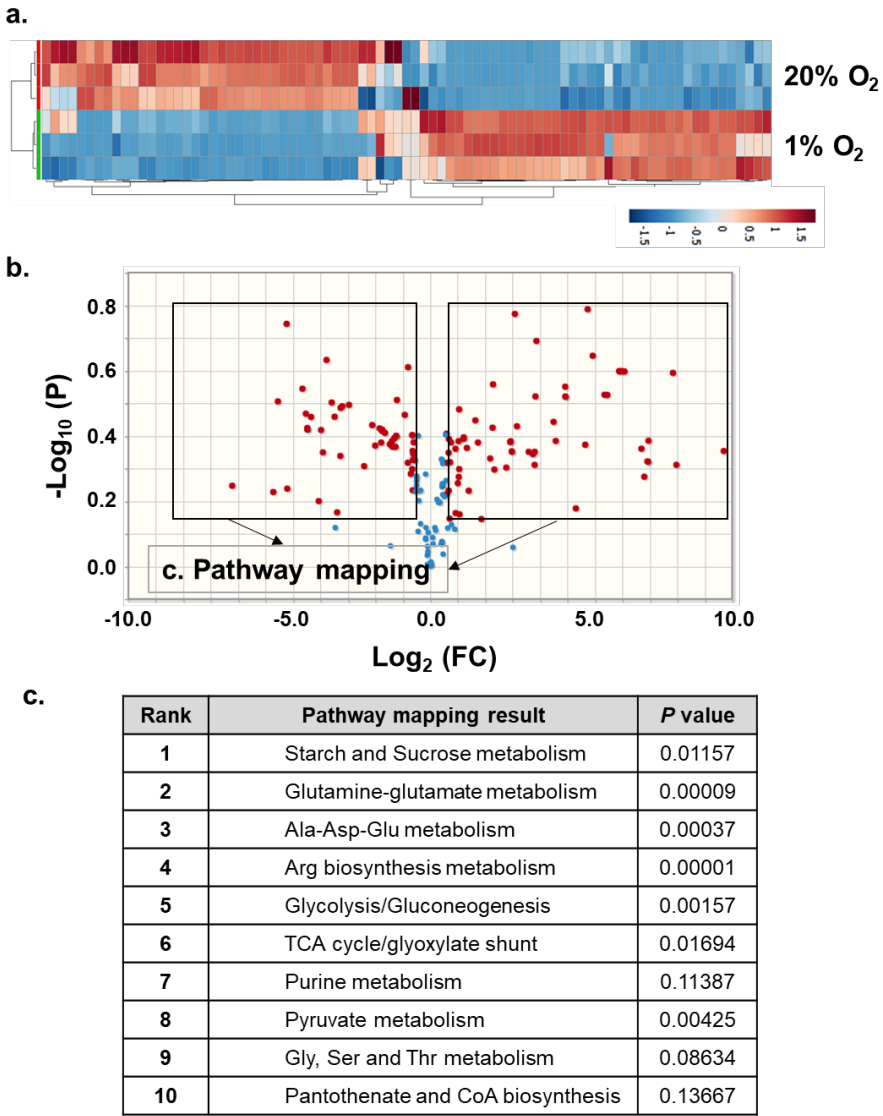 a.
20% O₂
1% O₂
-1.5 -1 -0.5 0 0.5 1 1.5
b.
0.8
0.6
0.4
0.2
0.0
-Log₁₀ (P)
c. Pathway mapping
-10.0 -5.0 0.0 5.0 10.0
Log₂ (FC)
c.
Rank Pathway mapping result P value
1 Starch and Sucrose metabolism 0.01157
2 Glutamine-glutamate metabolism 0.00009
3 Ala-Asp-Glu metabolism 0.00037
4 Arg biosynthesis metabolism 0.00001
5 Glycolysis/Gluconeogenesis 0.00157
6 TCA cycle/glyoxylate shunt 0.01694
7 Purine metabolism 0.11387
8 Pyruvate metabolism 0.00425
9 Gly, Ser and Thr metabolism 0.08634
10 Pantothenate and CoA biosynthesis 0.13667